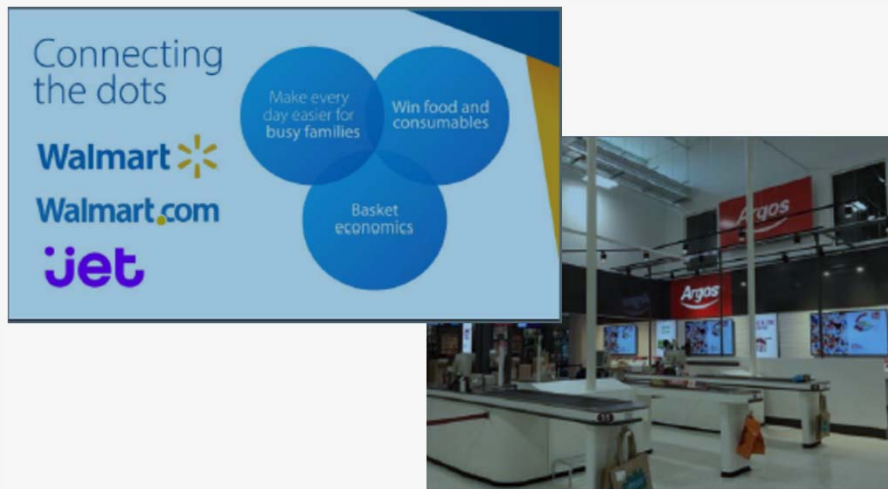 Connecting
the dots
Walmart
Walmart.com
jet
Make every
day easier for
busy families
Win food and
consumables
Basket
economics
Argos
Argos